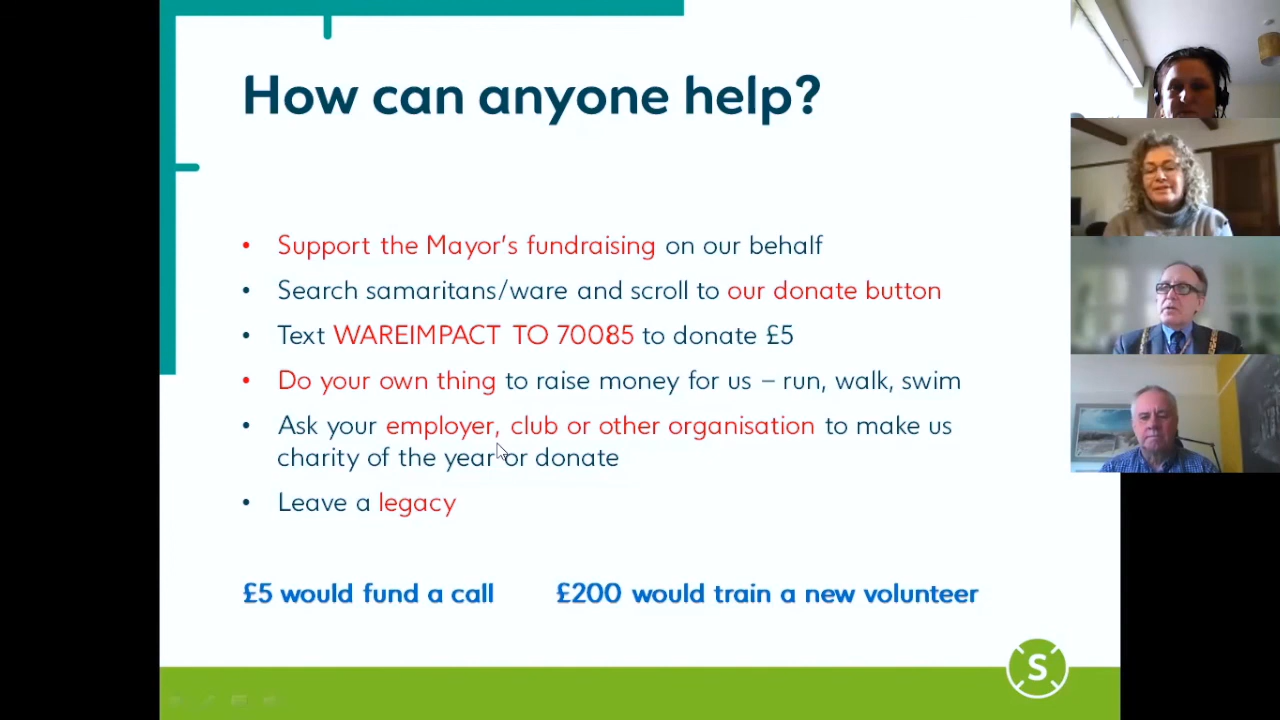 How can anyone help?
• Support the Mayor's fundraising on our behalf
• Search samaritans/ware and scroll to our donate button
• Text WAREIMPACT TO 70085 to donate £5
• Do your own thing to raise money for us – run, walk, swim
• Ask your employer, club or other organisation to make us
charity of the year or donate
• Leave a legacy
£5 would fund a call £200 would train a new volunteer
S